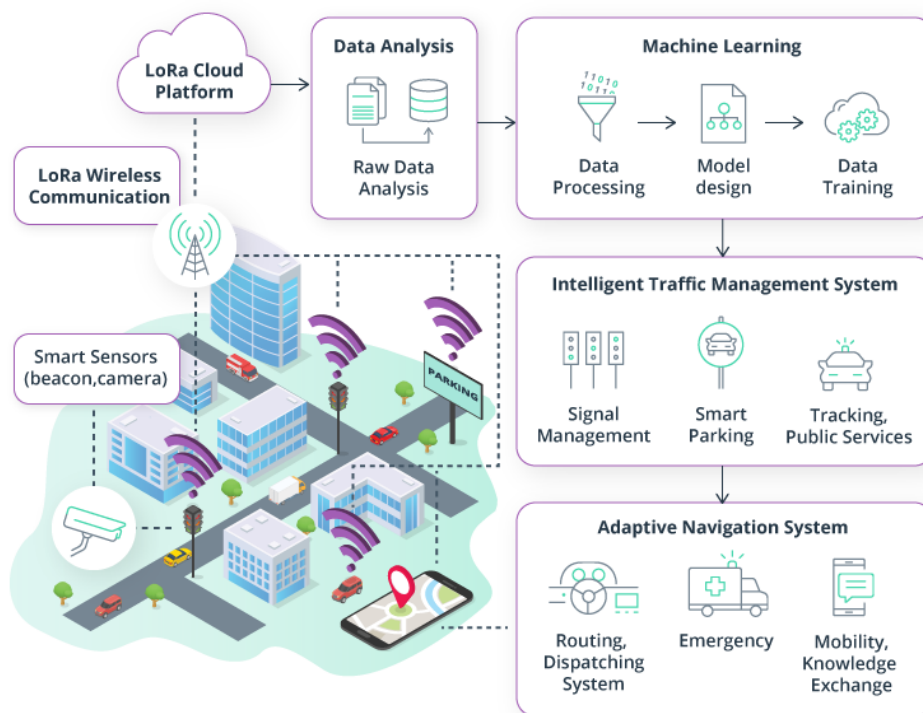 LoRa Cloud
Platform
Data Analysis
Raw Data
Analysis
Machine Learning
11010
10110
Data
Processing
Model
design
Data
Training
LoRa Wireless
Communication
Smart Sensors
(beacon,camera)
PARKING
Intelligent Traffic Management System
Signal
Management
Smart
Parking
Tracking,
Public Services
Adaptive Navigation System
Routing,
Dispatching
System
Emergency
Mobility,
Knowledge
Exchange